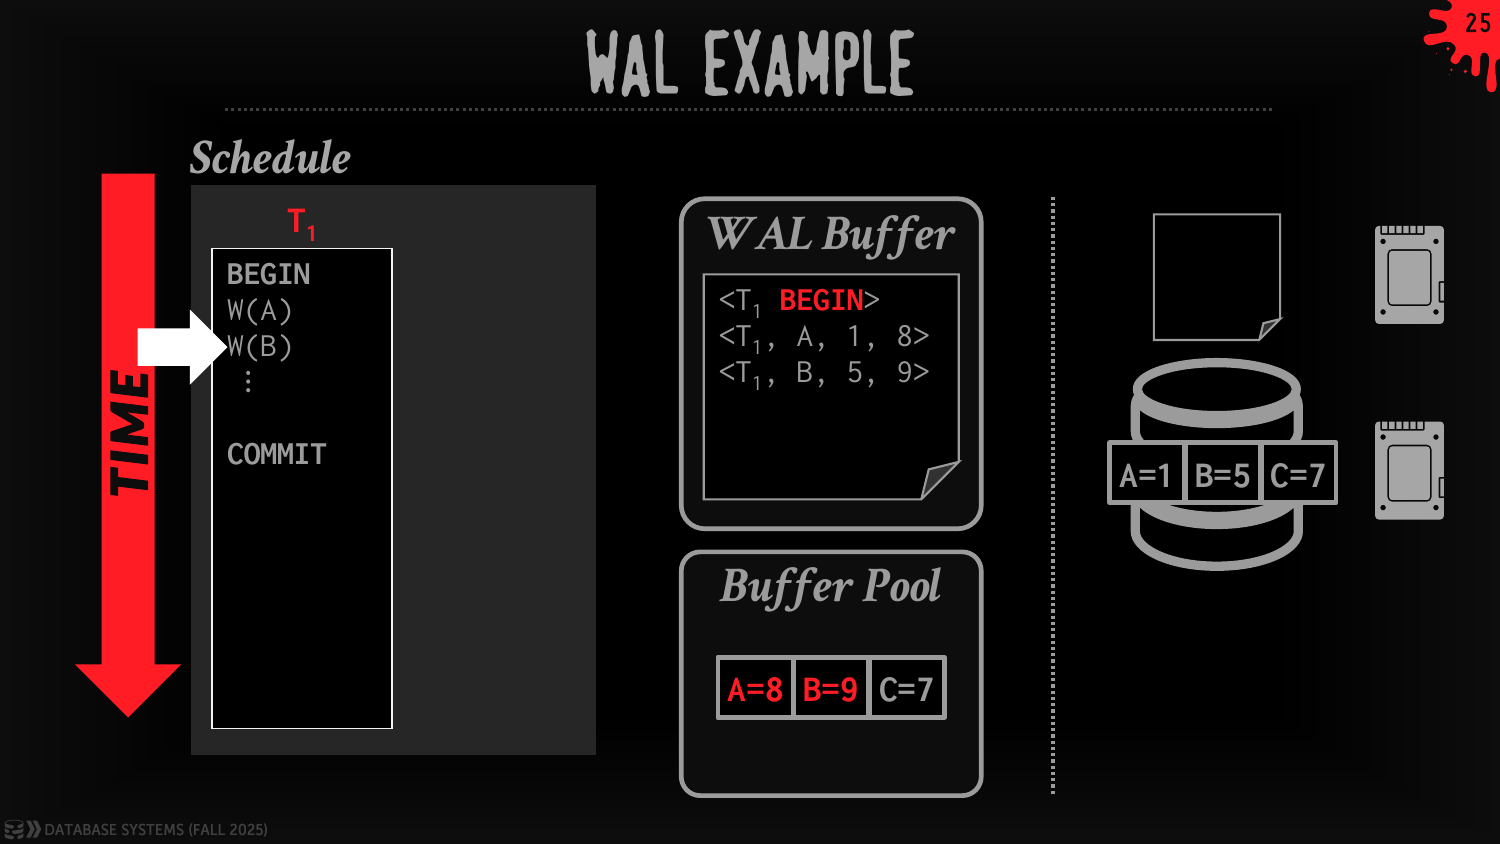 25
WAL EXAMPLE
Schedule
TIME
T1
BEGIN
W(A)
W(B)
⋮
COMMIT
WAL Buffer
<T1 BEGIN>
<T1, A, 1, 8>
<T1, B, 5, 9>
Buffer Pool
A=8 B=9 C=7
A=1 B=5 C=7
DATABASE SYSTEMS (FALL 2025)